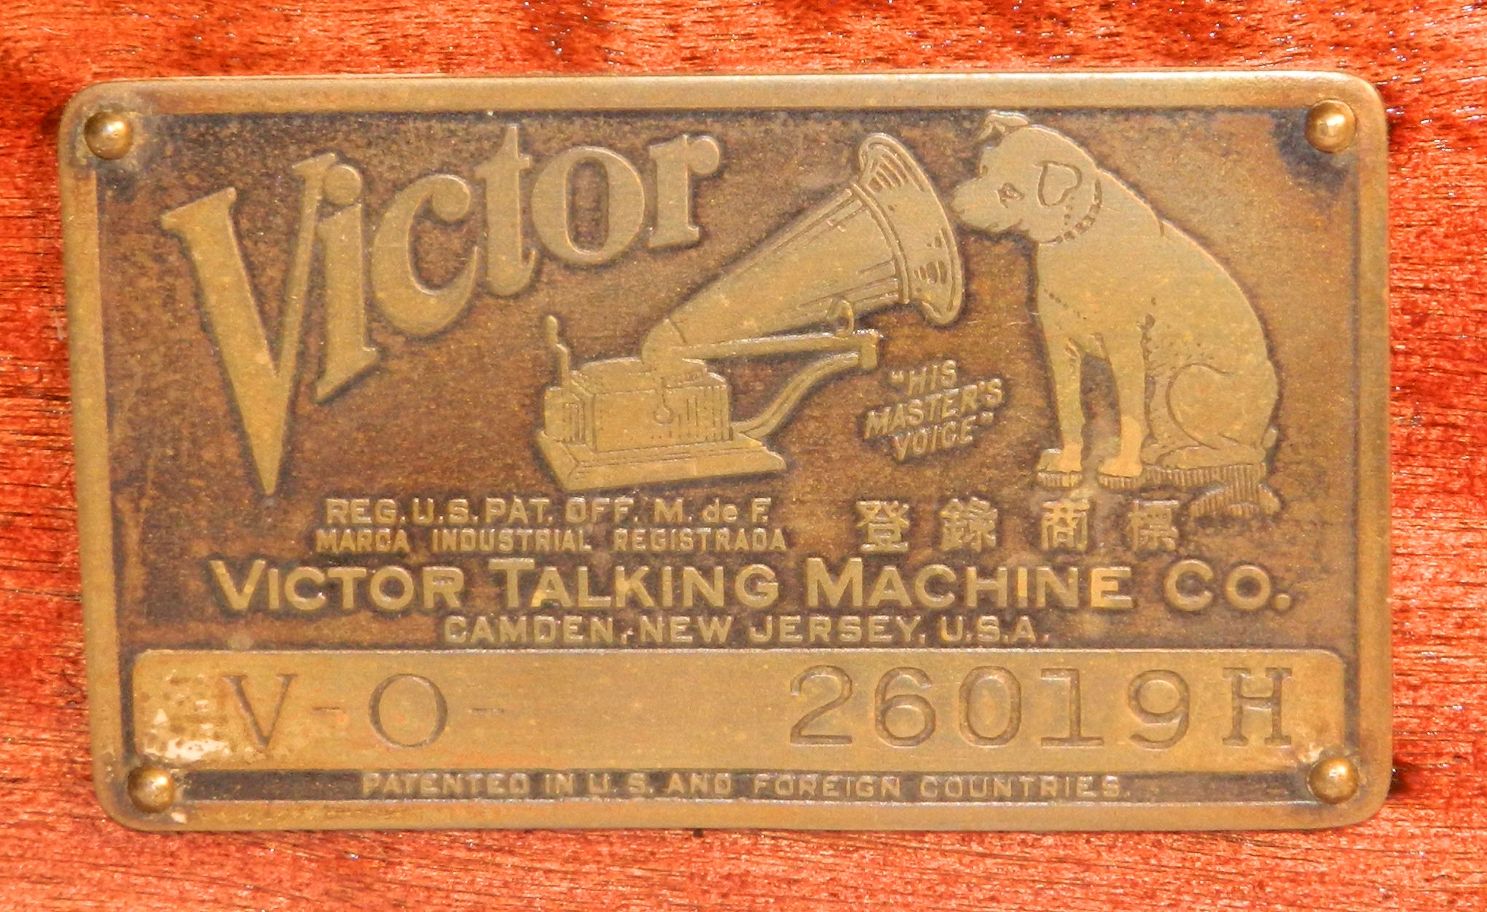 Victor
"HIS
MASTER'S
VOICE"
REG. U.S. PAT. OFF. M. de F.
MARCA INDUSTRIAL REGISTRADA
登錄商標
VICTOR TALKING MACHINE CO.
CAMDEN, NEW JERSEY, U.S.A.
V-O- 26019H
PATENTED IN U.S. AND FOREIGN COUNTRIES.